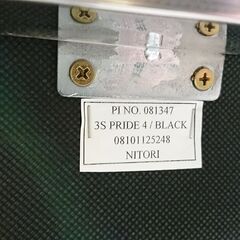 PI NO. 081347
3S PRIDE 4 / BLACK
08101125248
NITORI